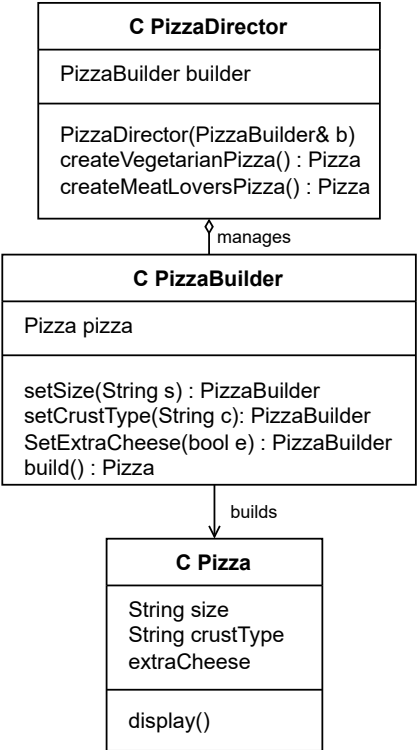 C PizzaDirector
PizzaBuilder builder
PizzaDirector(PizzaBuilder& b)
createVegetarianPizza() : Pizza
createMeatLoversPizza() : Pizza
manages
C PizzaBuilder
Pizza pizza
setSize(String s) : PizzaBuilder
setCrustType(String c): PizzaBuilder
SetExtraCheese(bool e) : PizzaBuilder
build() : Pizza
builds
C Pizza
String size
String crustType
extraCheese
display()